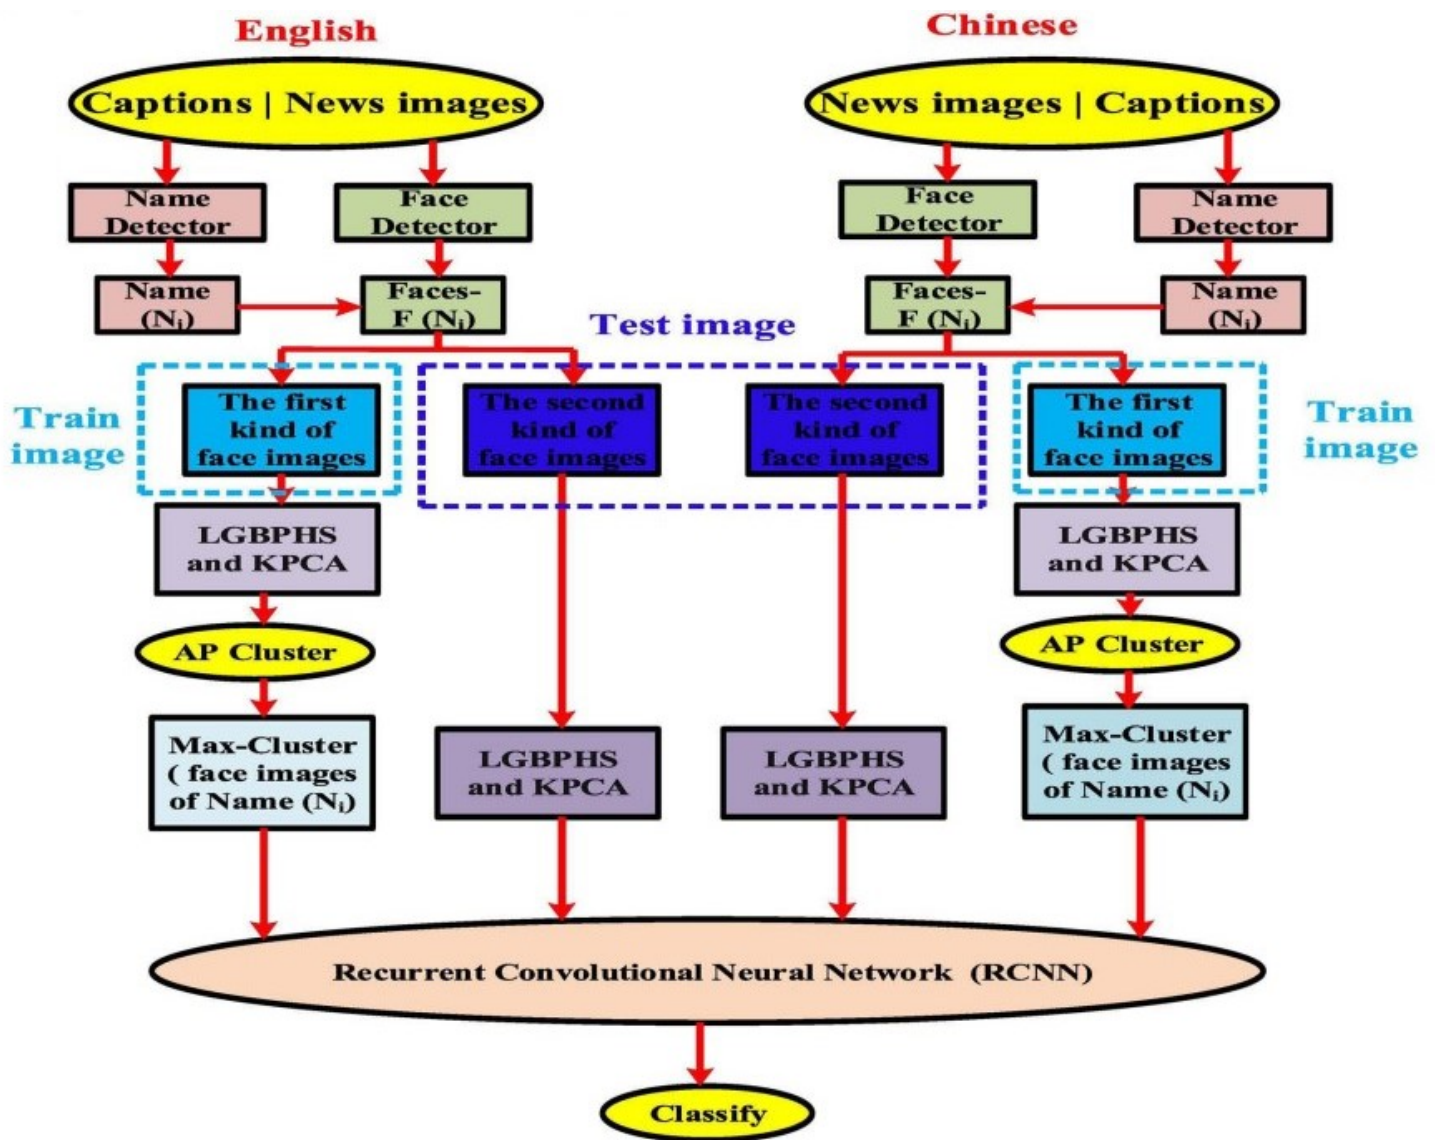 English
Chinese
Captions | News images
News images | Captions
Name
Detector
Face
Detector
Face
Detector
Name
Detector
Name
(Nᵢ)
Faces-
F (Nᵢ)
Faces-
F (Nᵢ)
Name
(Nᵢ)
Test image
Train
image
The first
kind of
face images
The second
kind of
face images
The second
kind of
face images
The first
kind of
face images
Train
image
LGBPHS
and KPCA
LGBPHS
and KPCA
AP Cluster
AP Cluster
Max-Cluster
( face images
of Name (Nᵢ)
LGBPHS
and KPCA
LGBPHS
and KPCA
Max-Cluster
( face images
of Name (Nᵢ)
Recurrent Convolutional Neural Network (RCNN)
Classify